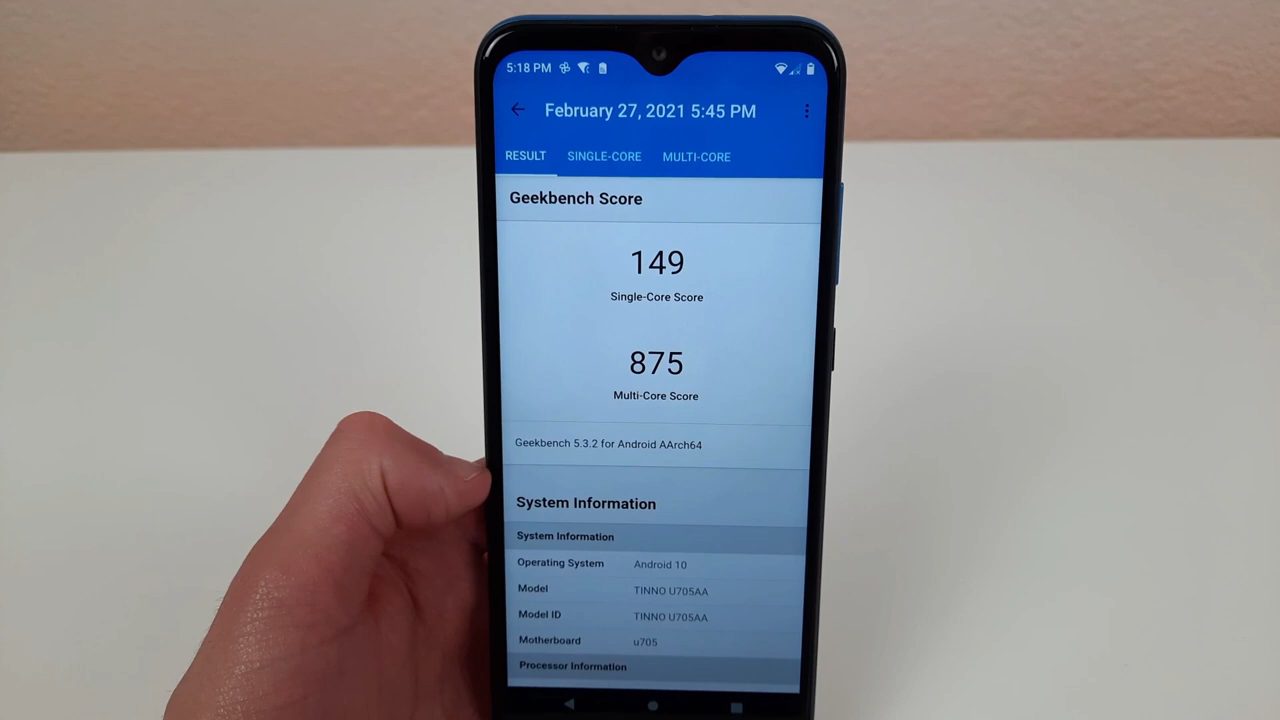 5:18 PM
February 27, 2021 5:45 PM
RESULT SINGLE-CORE MULTI-CORE
Geekbench Score
149
Single-Core Score
875
Multi-Core Score
Geekbench 5.3.2 for Android AArch64
System Information
System Information
Operating System Android 10
Model TINNO U705AA
Model ID TINNO U705AA
Motherboard u705
Processor Information